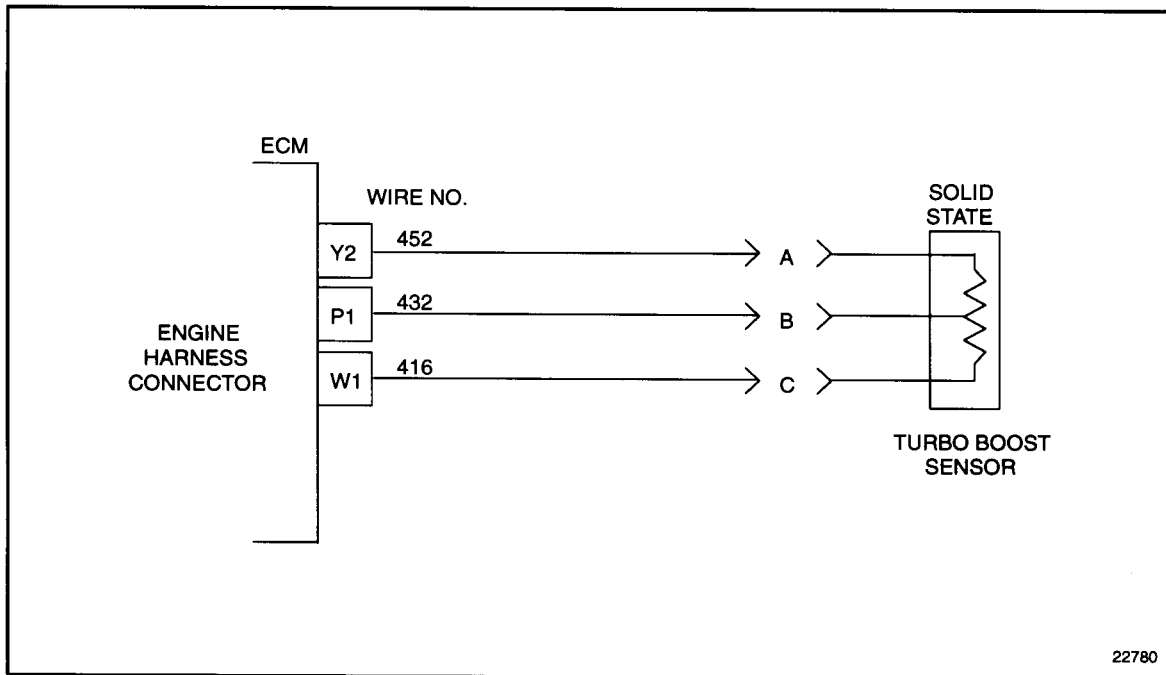 ECM
WIRE NO.
Y2 452 A
P1 432 B
W1 416 C
ENGINE
HARNESS
CONNECTOR
SOLID
STATE
TURBO BOOST
SENSOR
22780